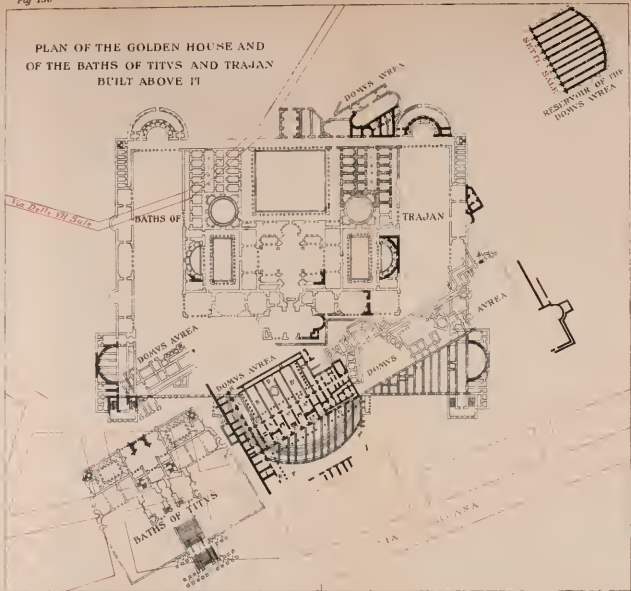 PLAN OF THE GOLDEN HOUSE AND
OF THE BATHS OF TITVS AND TRAJAN
BUILT ABOVE IT
SETTE SALE
RESERVOIR OF THE
DOMVS AVREA
DOMVS AVREA
Via Delle VII Sale
BATHS OF
TRAJAN
DOMVS AVREA
DOMVS AVREA
DOMVS
AVREA
BATHS OF TITVS